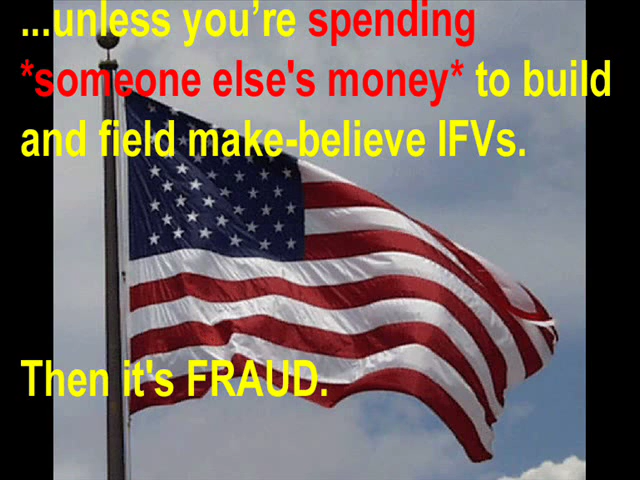 ...unless you’re spending
*someone else's money* to build
and field make-believe IFVs.
Then it's FRAUD.